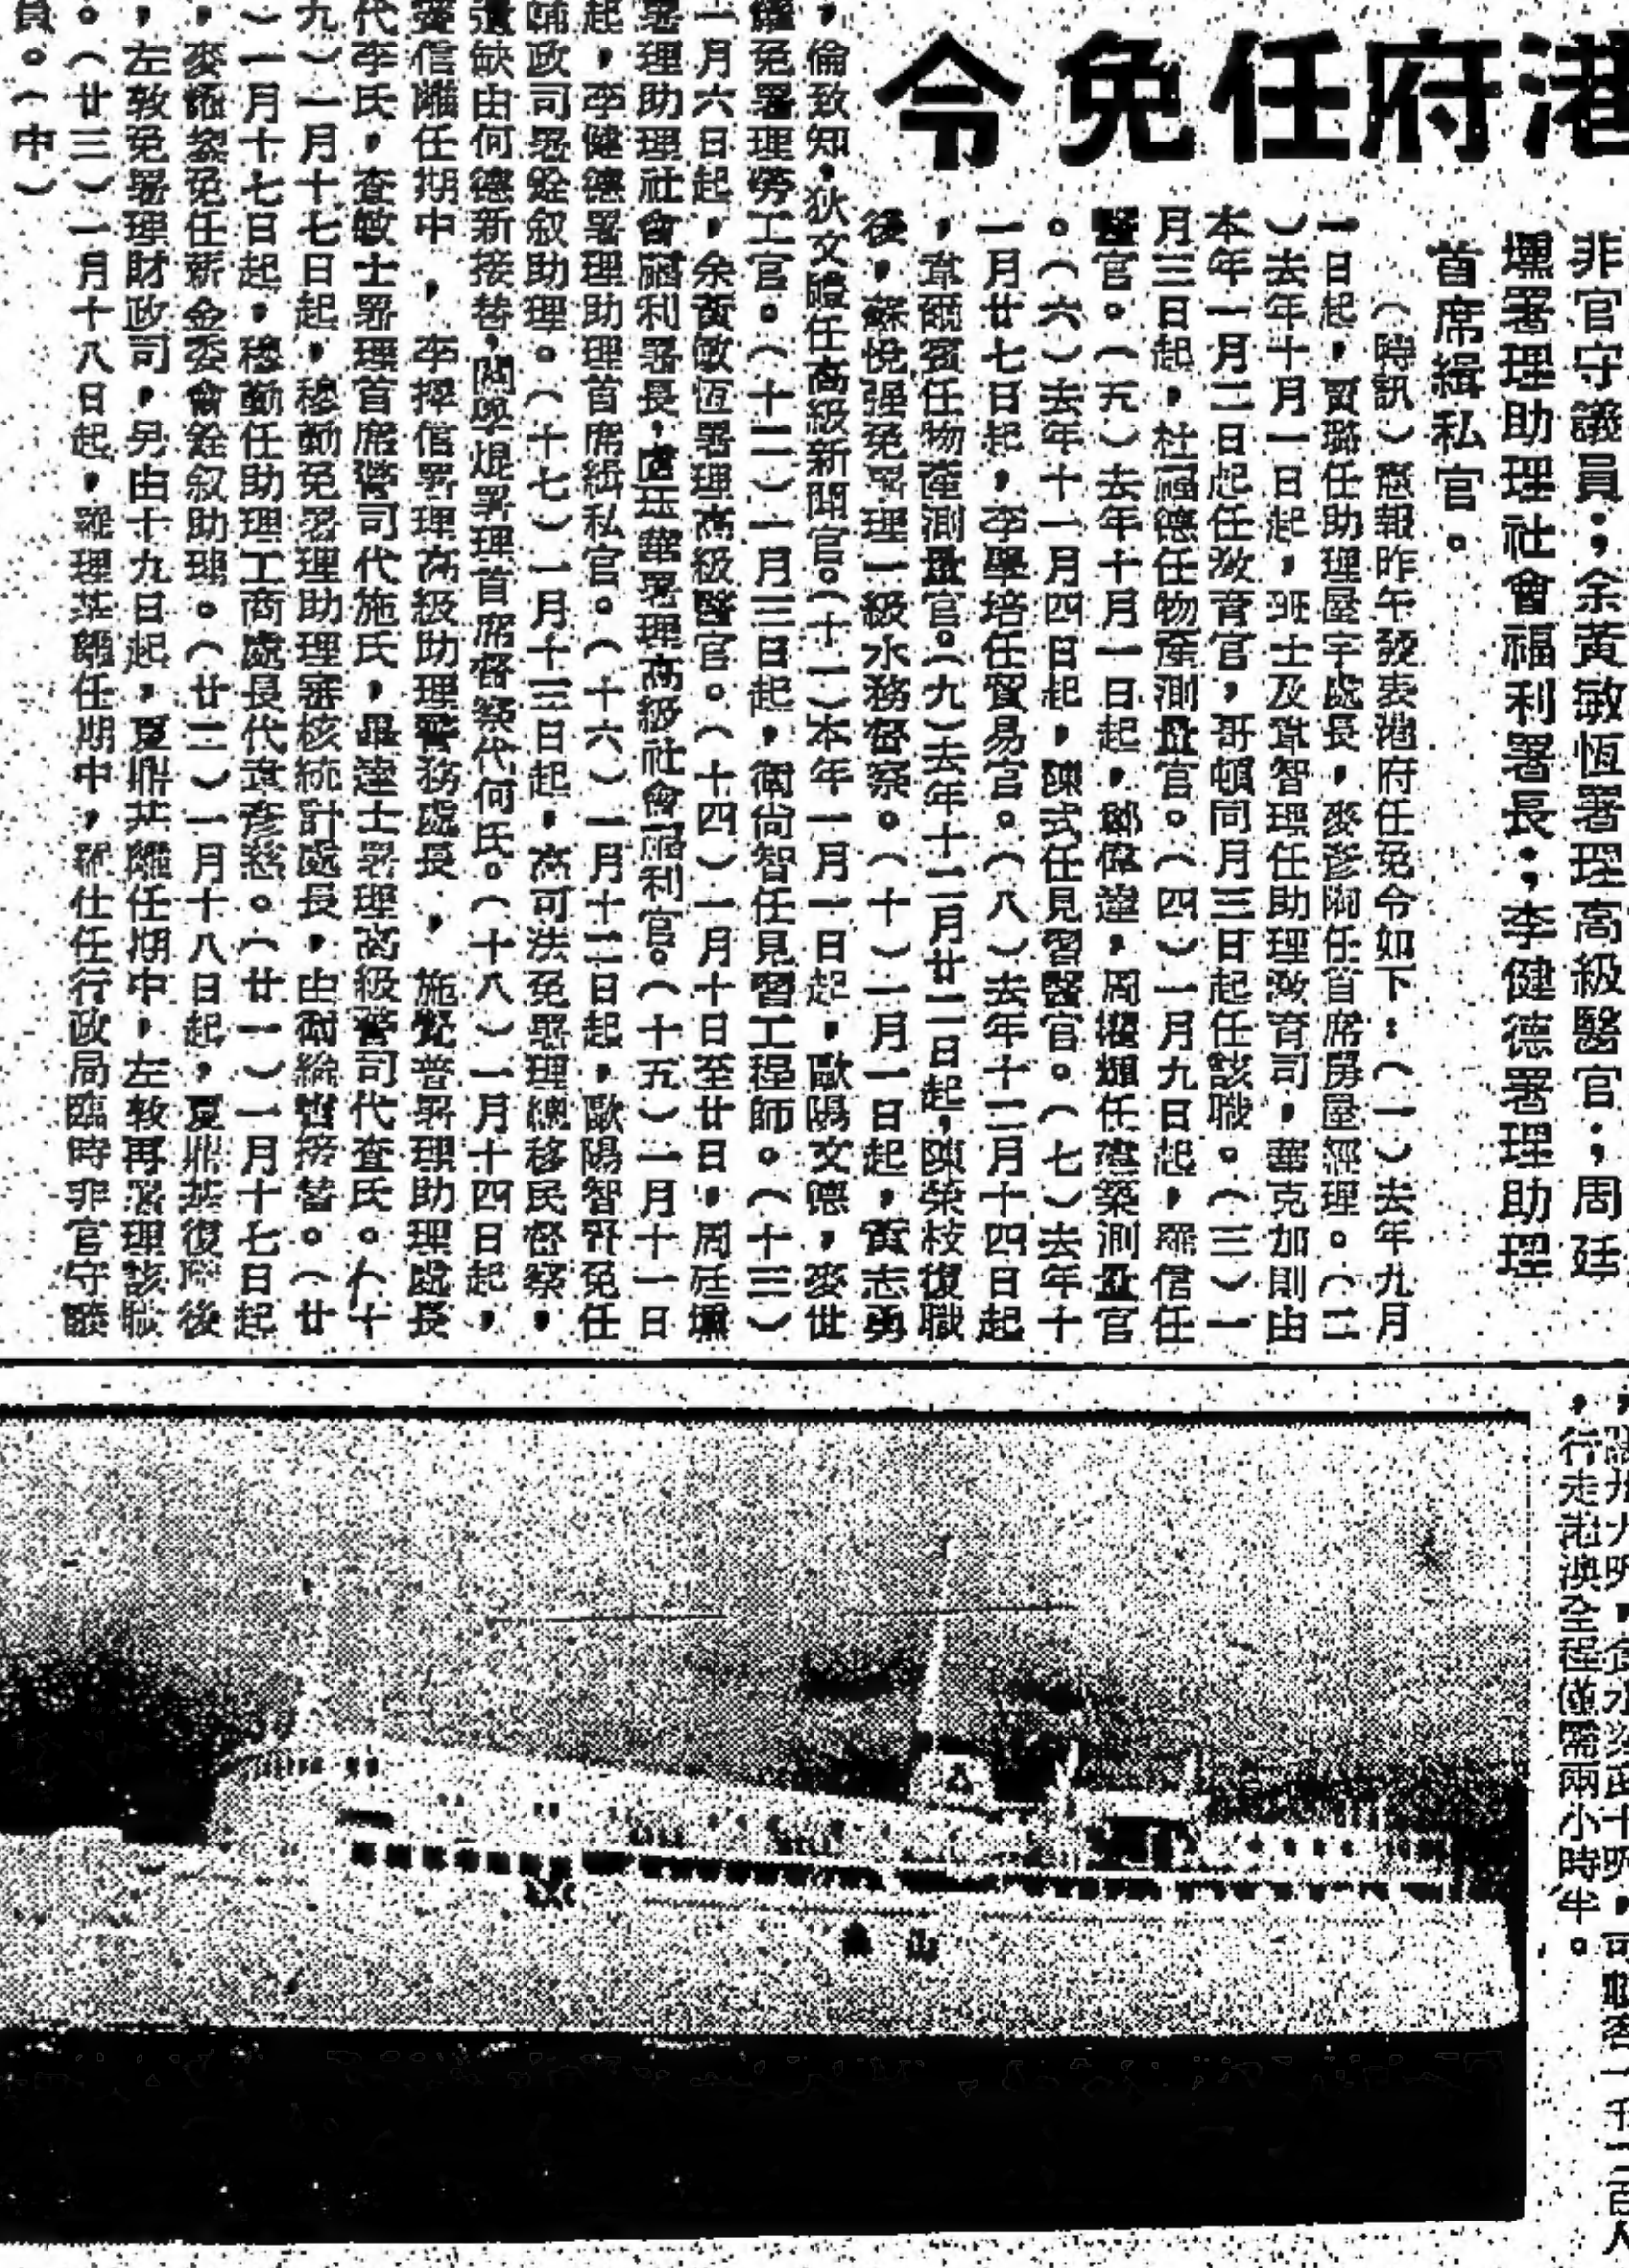 港府任免令
非官守議員;余黃敏恆署理高級醫官;周廷
壎署理助理社會福利署長;李健德署理助理
首席緝私官。
(時訊)憲報昨午發表港府任免令如下:(一)去年九月
一日起,賈璐任助理屋宇處長,麥彥陶任首席房屋經理。(二
)去年十月一日起,班士及韋智理任助理教育司,華克加則由
本年一月二日起任教育官,哥頓同月三日起任該職。(三)一
月三日起,杜福德任物產測量官。(四)一月九日起,羅信任
醫官。(五)去年十月一日起,鄭偉達,周耀輝任建築測量官
。(六)去年十一月四日起,陳式任見習醫官。(七)去年十
一月廿七日起,李學培任貿易官。(八)去年十二月十四日起
,韋爾賓任物產測量官。(九)去年十二月廿二日起,陳榮枝復職
後,蘇悅强免署理二級水務督察。(十)一月一日起,黃志勇
,倫致知,狄文 任高級新聞官。(十一)本年一月一日起,歐陽文德,麥世
耀免署理勞工官。(十二)一月三日起,衛尚智任見習工程師。(十三)
一月六日起,余黃敏恆署理高級醫官。(十四)一月十日至廿日,周廷壎
署理助理社會福利署長,盧珏華署理高級社會福利官。(十五)一月十一日
起,李健德署理助理首席緝私官。(十六)一月十二日起,歐陽智 免任
輔政司署銓叙助理。(十七)一月十三日起,高可法免署理總移民督察,
遺缺由何德新接替,關學焜署理首席督察代何氏。(十八)一月十四日起,
麥信離任期中,李擇信署理高級助理警務處長,施覺普署理助理處長
代李氏,查敏士署理首席警司代施氏,畢達士署理高級警司代查氏。(十
九)一月十七日起,穆勤免署理助理審核統計處長,由 綸晢接替。(廿
)一月十七日起,穆勤任助理工商處長代袁彥慈。(廿一)一月十七日起
,麥 黎免任薪金委會銓叙助理。(廿二)一月十八日起,夏鼎基復職後
,左敦免署理財政司,另由十九日起,夏鼎基離任期中,左敦再署理該職
。(廿三)一月十八日起,羅理基離任期中,祁仕任行政局臨時非官守議
員。(中)
,行走港澳全程僅需兩小時半。